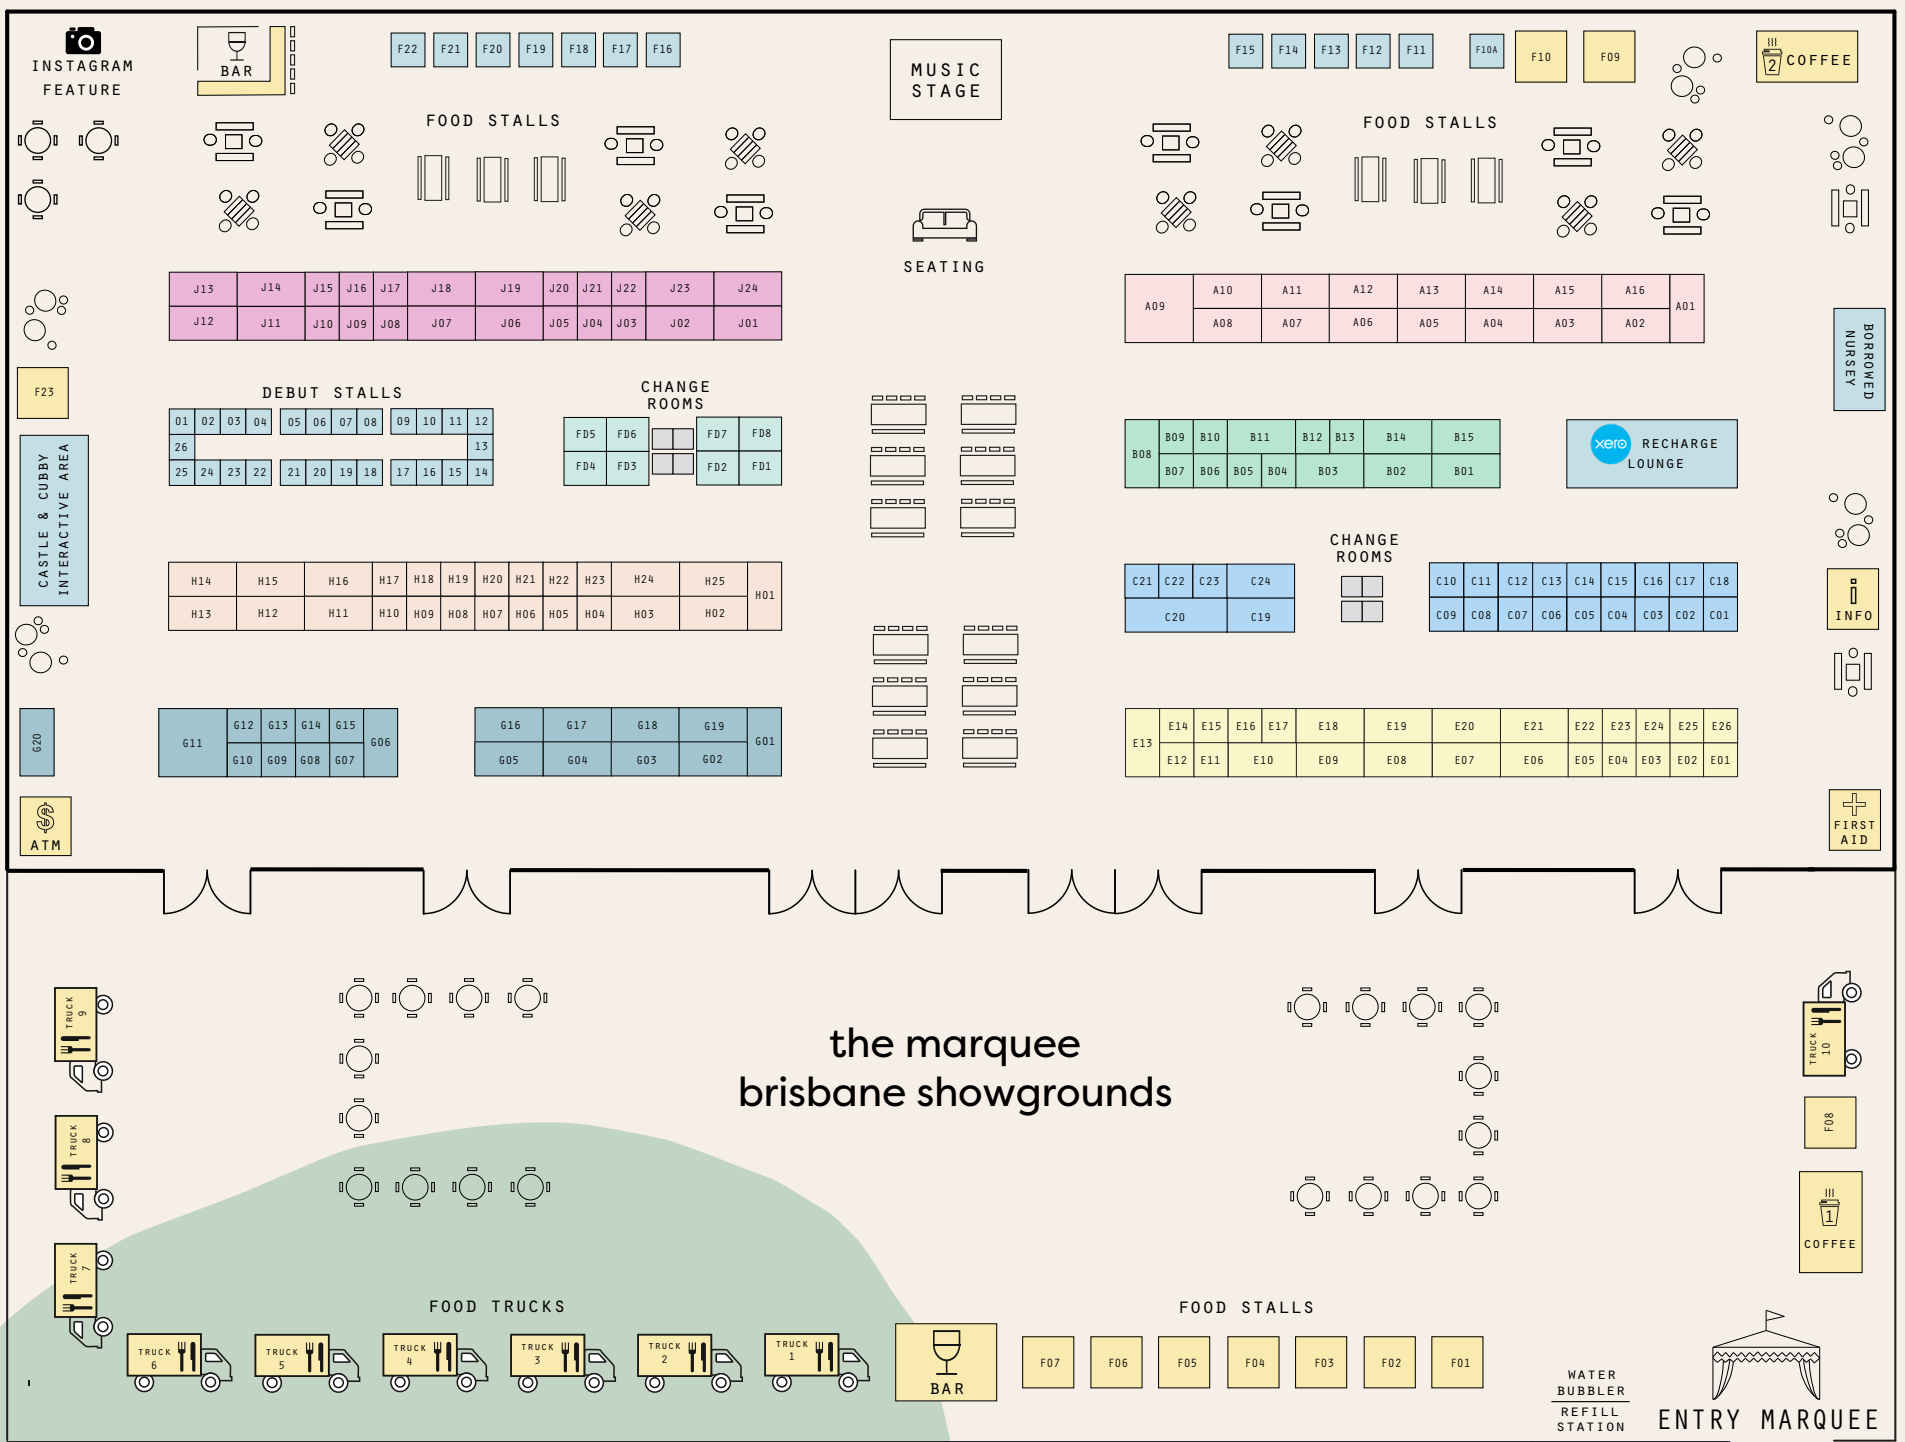 INSTAGRAM
FEATURE
BAR
F22 F21 F20 F19 F18 F17 F16
MUSIC
STAGE
F15 F14 F13 F12 F11 F10A F10 F09
2 COFFEE
FOOD STALLS
FOOD STALLS
SEATING
J13 J14 J15 J16 J17 J18 J19 J20 J21 J22 J23 J24
J12 J11 J10 J09 J08 J07 J06 J05 J04 J03 J02 J01
A09 A10 A11 A12 A13 A14 A15 A16 A01
A08 A07 A06 A05 A04 A03 A02
BORROWED
NURSEY
F23
DEBUT STALLS
01 02 03 04 05 06 07 08 09 10 11 12
26 13
25 24 23 22 21 20 19 18 17 16 15 14
CHANGE
ROOMS
FD5 FD6 FD7 FD8
FD4 FD3 FD2 FD1
B08 B09 B10 B11 B12 B13 B14 B15
B07 B06 B05 B04 B03 B02 B01
xero RECHARGE
LOUNGE
CASTLE & CUBBY
INTERACTIVE AREA
H14 H15 H16 H17 H18 H19 H20 H21 H22 H23 H24 H25 H01
H13 H12 H11 H10 H09 H08 H07 H06 H05 H04 H03 H02
CHANGE
ROOMS
C21 C22 C23 C24
C20 C19
C10 C11 C12 C13 C14 C15 C16 C17 C18
C09 C08 C07 C06 C05 C04 C03 C02 C01
i
INFO
G20
G11 G12 G13 G14 G15 G06
G10 G09 G08 G07
G16 G17 G18 G19 G01
G05 G04 G03 G02
E13 E14 E15 E16 E17 E18 E19 E20 E21 E22 E23 E24 E25 E26
E12 E11 E10 E09 E08 E07 E06 E05 E04 E03 E02 E01
$
ATM
FIRST
AID
TRUCK
9
TRUCK
8
TRUCK
7
the marquee
brisbane showgrounds
TRUCK
10
F08
1
COFFEE
FOOD TRUCKS
TRUCK
6
TRUCK
5
TRUCK
4
TRUCK
3
TRUCK
2
TRUCK
1
BAR
FOOD STALLS
F07 F06 F05 F04 F03 F02 F01
WATER
BUBBLER
REFILL
STATION
ENTRY MARQUEE